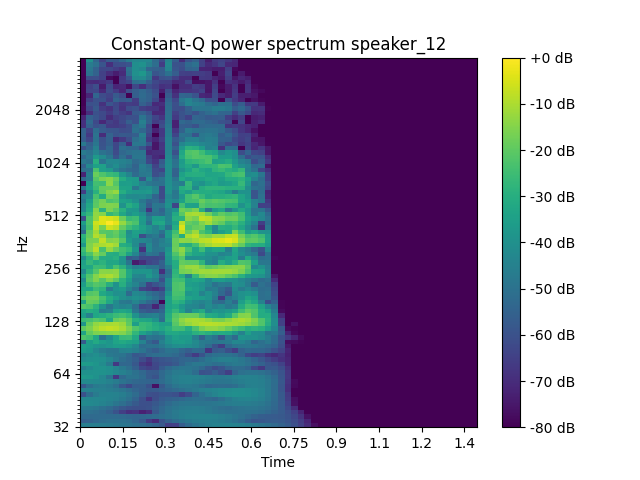 Constant-Q power spectrum speaker_12
+0 dB
2048
-10 dB
1024
-20 dB
-30 dB
512
Hz
-40 dB
256
-50 dB
128
-60 dB
64
-70 dB
32
-80 dB
0 0.15 0.3 0.45 0.6 0.75 0.9 1.1 1.2 1.4
Time